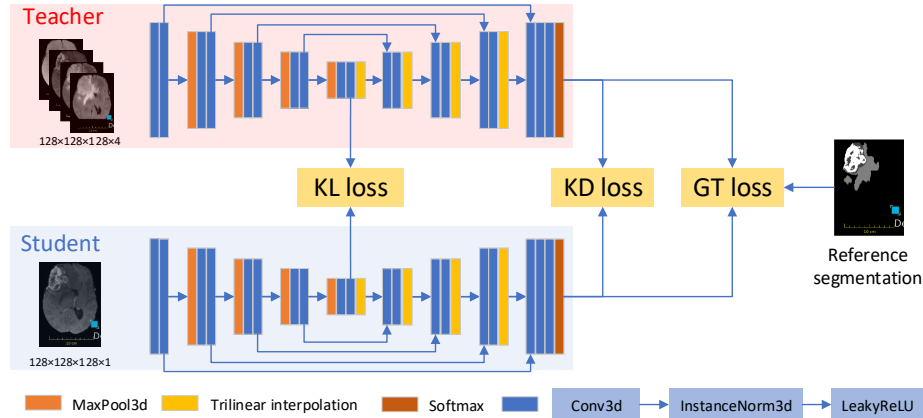 Teacher
128×128×128×4
KL loss
KD loss
GT loss
Reference
segmentation
Student
128×128×128×1
MaxPool3d
Trilinear interpolation
Softmax
Conv3d
InstanceNorm3d
LeakyReLU